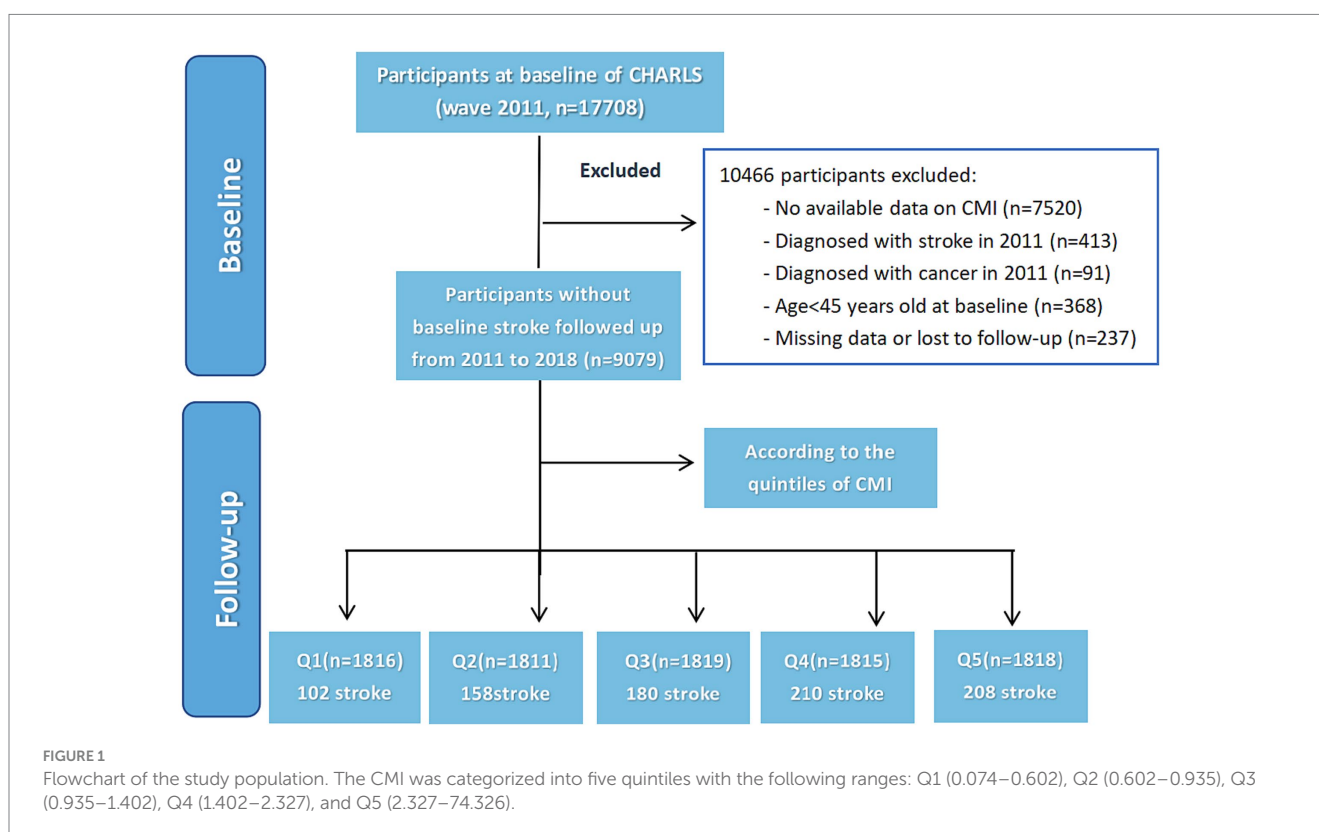 Baseline
Participants at baseline of CHARLS
(wave 2011, n=17708)
Excluded
10466 participants excluded:
- No available data on CMI (n=7520)
- Diagnosed with stroke in 2011 (n=413)
- Diagnosed with cancer in 2011 (n=91)
- Age<45 years old at baseline (n=368)
- Missing data or lost to follow-up (n=237)
Participants without
baseline stroke followed up
from 2011 to 2018 (n=9079)
Follow-up
According to the
quintiles of CMI
Q1(n=1816)
102 stroke
Q2(n=1811)
158stroke
Q3(n=1819)
180 stroke
Q4(n=1815)
210 stroke
Q5(n=1818)
208 stroke
FIGURE 1
Flowchart of the study population. The CMI was categorized into five quintiles with the following ranges: Q1 (0.074–0.602), Q2 (0.602–0.935), Q3
(0.935–1.402), Q4 (1.402–2.327), and Q5 (2.327–74.326).